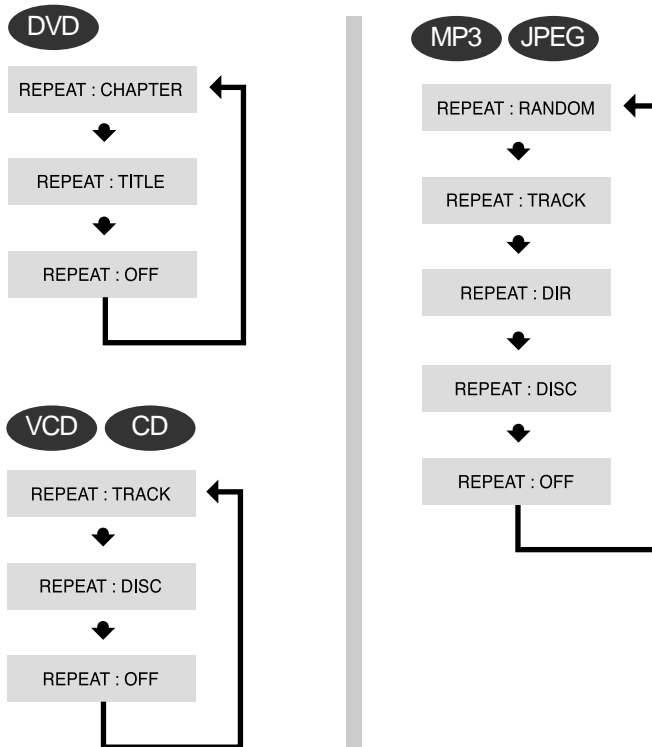 DVD
REPEAT : CHAPTER
REPEAT : TITLE
REPEAT : OFF
VCD CD
REPEAT : TRACK
REPEAT : DISC
REPEAT : OFF
MP3 JPEG
REPEAT : RANDOM
REPEAT : TRACK
REPEAT : DIR
REPEAT : DISC
REPEAT : OFF